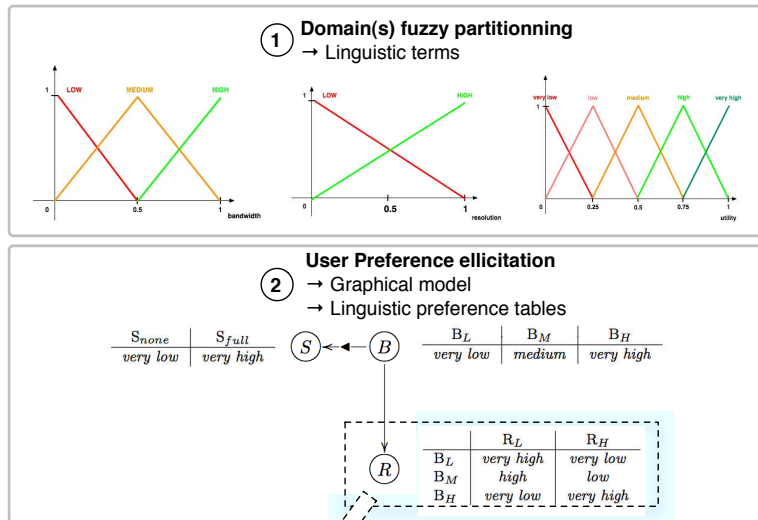 1 Domain(s) fuzzy partitionning
→ Linguistic terms
1 LOW MEDIUM HIGH
0 0.5 1
bandwidth
1 LOW HIGH
0 0.5 1
resolution
very low low medium high very high
1
0 0.25 0.5 0.75 1
utility
User Preference ellicitation
2 → Graphical model
→ Linguistic preference tables
S_none S_full
very low very high
S B
B_L B_M B_H
very low medium very high
R
R_L R_H
B_L very high very low
B_M high low
B_H very low very high